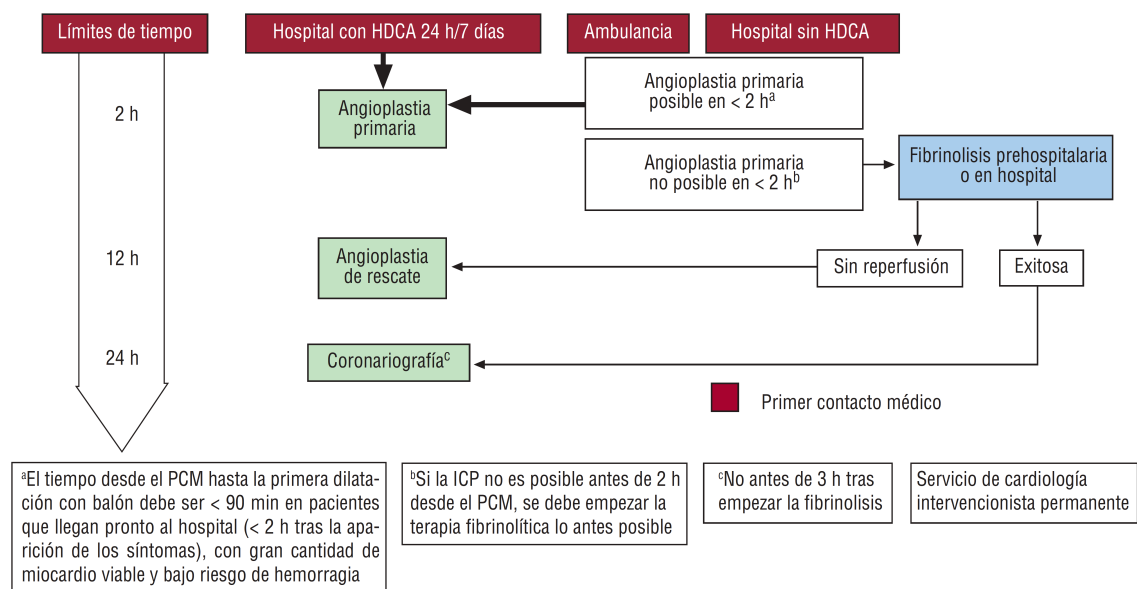 Límites de tiempo
Hospital con HDCA 24 h/7 días
Ambulancia
Hospital sin HDCA
2 h
Angioplastia
primaria
Angioplastia primaria
posible en < 2 hª
Angioplastia primaria
no posible en < 2 hᵇ
Fibrinolisis prehospitalaria
o en hospital
12 h
Angioplastia
de rescate
Sin reperfusión
Exitosa
24 h
Coronariografíaᶜ
Primer contacto médico
ªEl tiempo desde el PCM hasta la primera dilata-
ción con balón debe ser < 90 min en pacientes
que llegan pronto al hospital (< 2 h tras la apa-
rición de los síntomas), con gran cantidad de
miocardio viable y bajo riesgo de hemorragia
ᵇSi la ICP no es posible antes de 2 h
desde el PCM, se debe empezar la
terapia fibrinolítica lo antes posible
ᶜNo antes de 3 h tras
empezar la fibrinolisis
Servicio de cardiología
intervencionista permanente